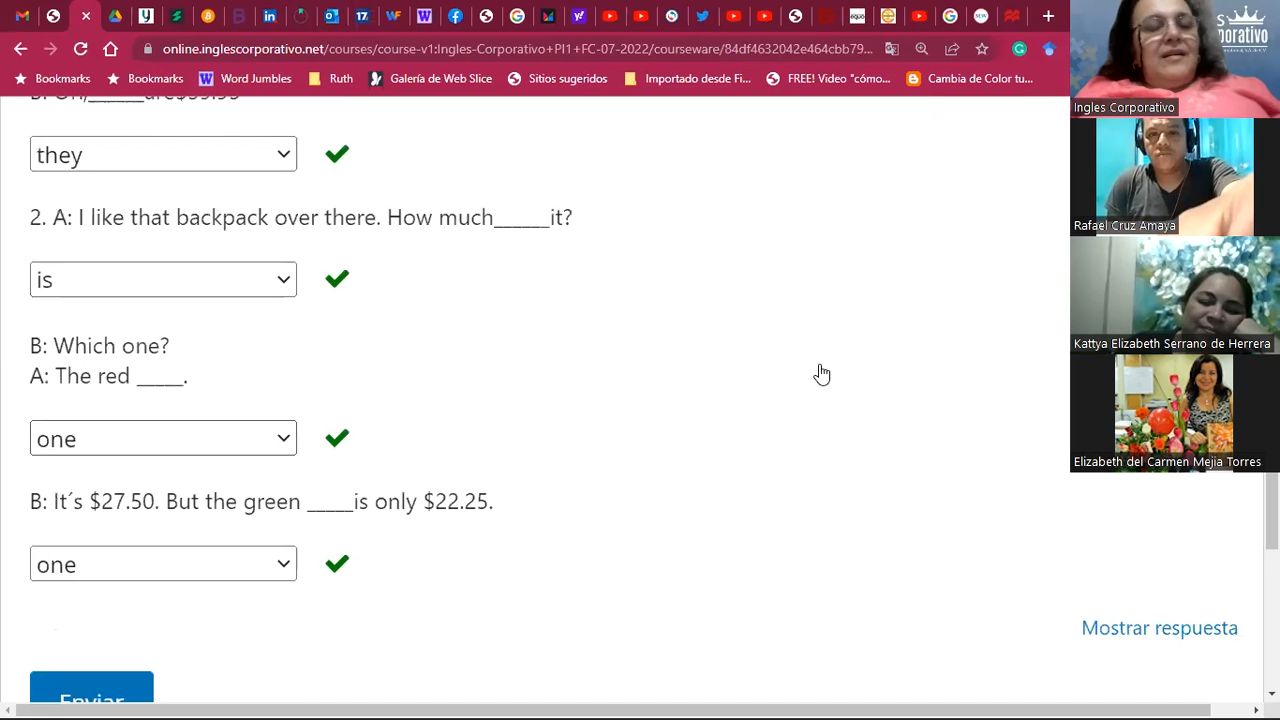 online.inglescorporativo.net/courses/course-v1:Ingles-Corporativo+PI1+FC-07-2022/courseware/84df4632042e464cbb79...
Bookmarks Bookmarks Word Jumbles Ruth Galería de Web Slice Sitios sugeridos Importado desde Fi... FREE! Video "cómo... Cambia de Color tu...
they
2. A: I like that backpack over there. How much______it?
is
B: Which one?
A: The red _____.
one
B: It´s $27.50. But the green _____is only $22.25.
one
Mostrar respuesta
Enviar
Ingles Corporativo
Rafael Cruz Amaya
Kattya Elizabeth Serrano de Herrera
Elizabeth del Carmen Mejia Torres